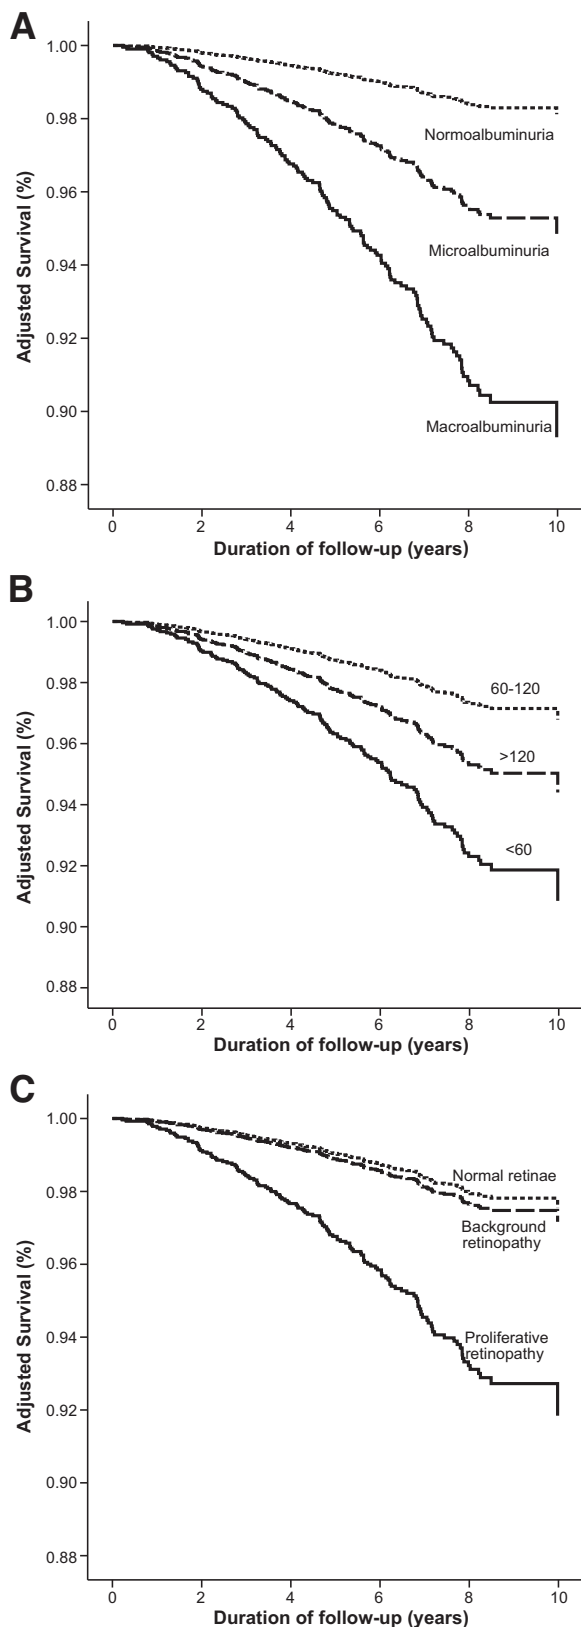 A
1.00
0.98
0.96
0.94
0.92
0.90
0.88
Adjusted Survival (%)
Normoalbuminuria
Microalbuminuria
Macroalbuminuria
0 2 4 6 8 10
Duration of follow-up (years)
B
1.00
0.98
0.96
0.94
0.92
0.90
0.88
Adjusted Survival (%)
60-120
>120
<60
0 2 4 6 8 10
Duration of follow-up (years)
C
1.00
0.98
0.96
0.94
0.92
0.90
0.88
Adjusted Survival (%)
Normal retinae
Background
retinopathy
Proliferative
retinopathy
0 2 4 6 8 10
Duration of follow-up (years)